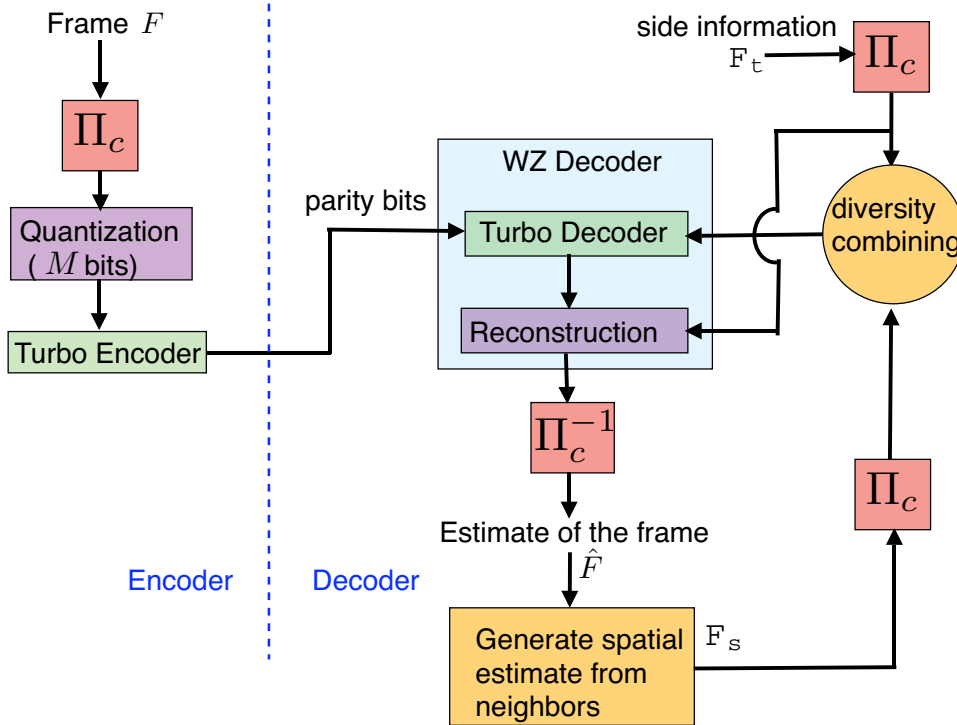 Frame F
Π_c
Quantization
( M bits)
Turbo Encoder
Encoder
Decoder
parity bits
WZ Decoder
Turbo Decoder
Reconstruction
Π_c^{-1}
Estimate of the frame
F̂
Generate spatial
estimate from
neighbors
F_s
Π_c
diversity
combining
side information
F_t
Π_c